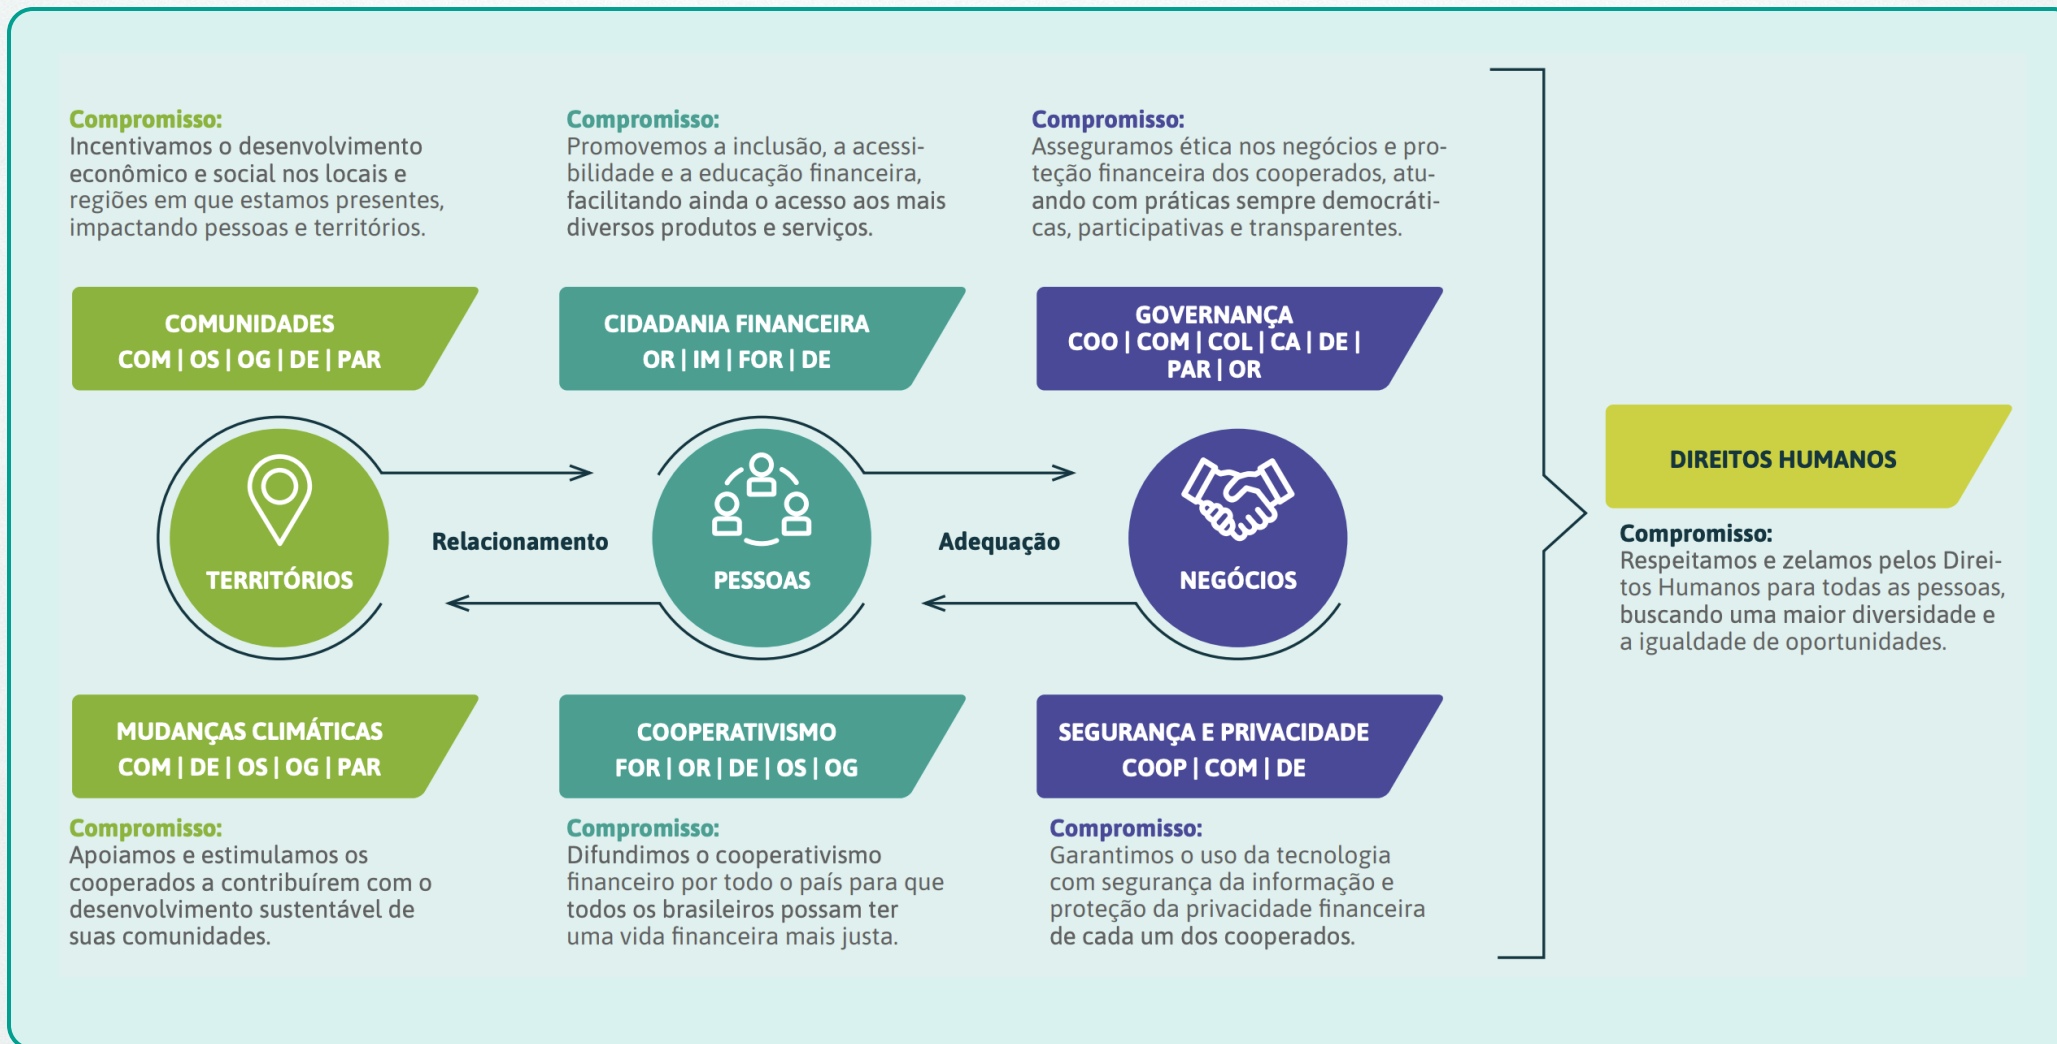 Compromisso:
Incentivamos o desenvolvimento
econômico e social nos locais e
regiões em que estamos presentes,
impactando pessoas e territórios.
Compromisso:
Promovemos a inclusão, a acessi-
bilidade e a educação financeira,
facilitando ainda o acesso aos mais
diversos produtos e serviços.
Compromisso:
Asseguramos ética nos negócios e pro-
teção financeira dos cooperados, atu-
ando com práticas sempre democráti-
cas, participativas e transparentes.
COMUNIDADES
COM | OS | OG | DE | PAR
CIDADANIA FINANCEIRA
OR | IM | FOR | DE
GOVERNANÇA
COO | COM | COL | CA | DE |
PAR | OR
TERRITÓRIOS
Relacionamento
PESSOAS
Adequação
NEGÓCIOS
MUDANÇAS CLIMÁTICAS
COM | DE | OS | OG | PAR
COOPERATIVISMO
FOR | OR | DE | OS | OG
SEGURANÇA E PRIVACIDADE
COOP | COM | DE
Compromisso:
Apoiamos e estimulamos os
cooperados a contribuírem com o
desenvolvimento sustentável de
suas comunidades.
Compromisso:
Difundimos o cooperativismo
financeiro por todo o país para que
todos os brasileiros possam ter
uma vida financeira mais justa.
Compromisso:
Garantimos o uso da tecnologia
com segurança da informação e
proteção da privacidade financeira
de cada um dos cooperados.
DIREITOS HUMANOS
Compromisso:
Respeitamos e zelamos pelos Direi-
tos Humanos para todas as pessoas,
buscando uma maior diversidade e
a igualdade de oportunidades.